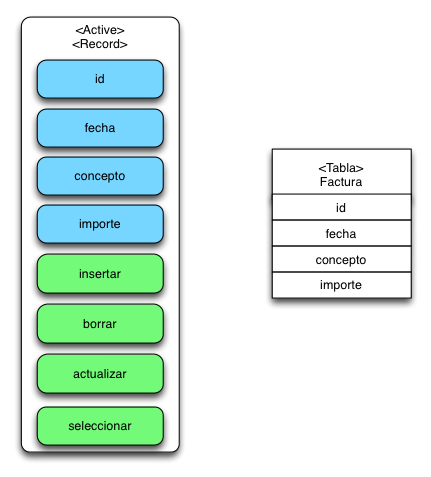 <Active>
<Record>
id
fecha
concepto
importe
insertar
borrar
actualizar
seleccionar
<Tabla>
Factura
id
fecha
concepto
importe